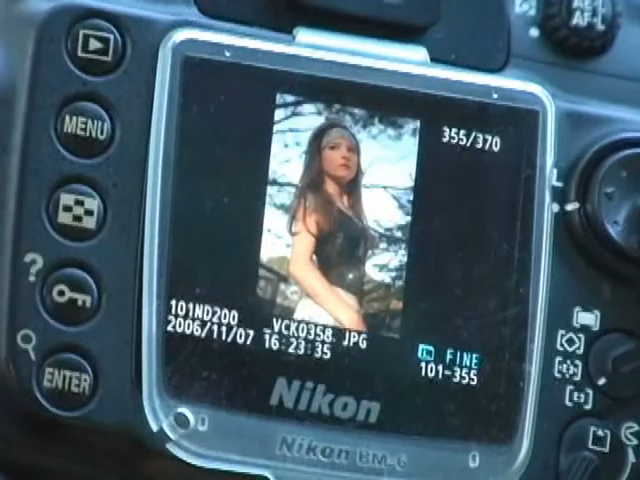 AE-L
AF-L
MENU
355/370
?
ENTER
101ND200 _VCK0358.JPG
2006/11/07 16:23:35
FINE
101-355
Nikon
Nikon BM-6
L